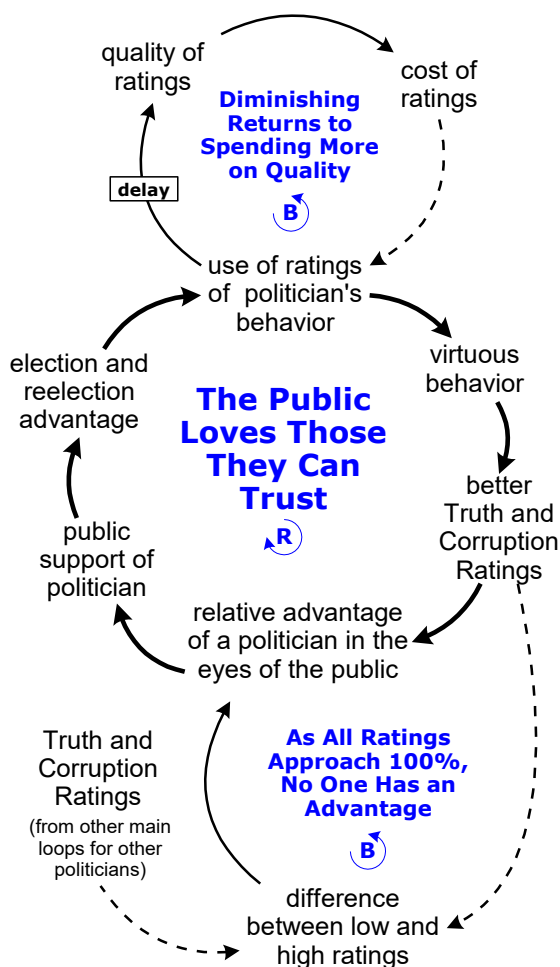 quality of
ratings
cost of
ratings
Diminishing
Returns to
Spending More
on Quality
B
delay
use of ratings
of politician's
behavior
virtuous
behavior
election and
reelection
advantage
The Public
Loves Those
They Can
Trust
R
better
Truth and
Corruption
Ratings
public
support of
politician
relative advantage
of a politician in the
eyes of the public
Truth and
Corruption
Ratings
(from other main
loops for other
politicians)
As All Ratings
Approach 100%,
No One Has an
Advantage
B
difference
between low and
high ratings